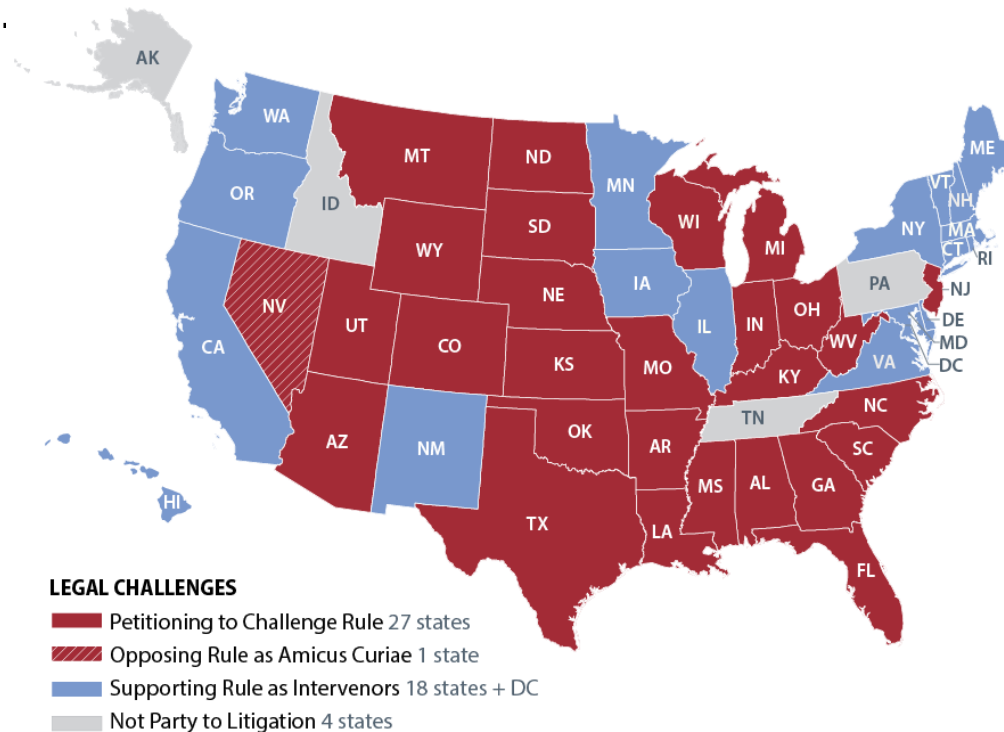 AK
WA
OR
CA
ID
NV
MT
WY
UT
CO
AZ
NM
ND
SD
NE
KS
OK
TX
MN
IA
MO
AR
LA
WI
IL
MI
IN
OH
KY
WV
TN
MS
AL
GA
FL
SC
NC
VA
PA
NY
VT
NH
ME
MA
CT
RI
NJ
DE
MD
DC
HI
LEGAL CHALLENGES
Petitioning to Challenge Rule 27 states
Opposing Rule as Amicus Curiae 1 state
Supporting Rule as Intervenors 18 states + DC
Not Party to Litigation 4 states